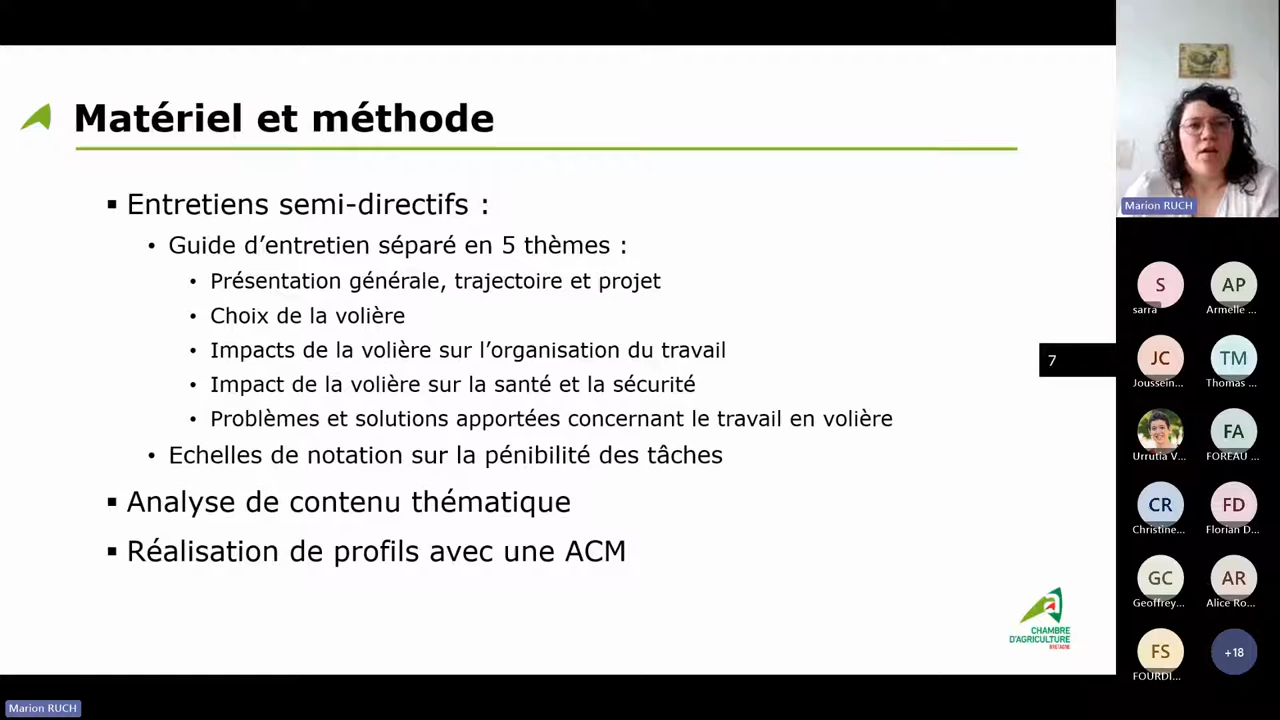 Matériel et méthode
▪ Entretiens semi-directifs :
• Guide d’entretien séparé en 5 thèmes :
• Présentation générale, trajectoire et projet
• Choix de la volière
• Impacts de la volière sur l’organisation du travail
• Impact de la volière sur la santé et la sécurité
• Problèmes et solutions apportées concernant le travail en volière
• Echelles de notation sur la pénibilité des tâches
▪ Analyse de contenu thématique
▪ Réalisation de profils avec une ACM
7
CHAMBRE
D'AGRICULTURE
BRETAGNE
Marion RUCH
S
sarra
AP
Armelle ...
JC
Joussein...
TM
Thomas ...
Urrutia V...
FA
FOREAU ...
CR
Christine...
FD
Florian D...
GC
Geoffrey...
AR
Alice Ro...
FS
FOURDI...
+18
Marion RUCH